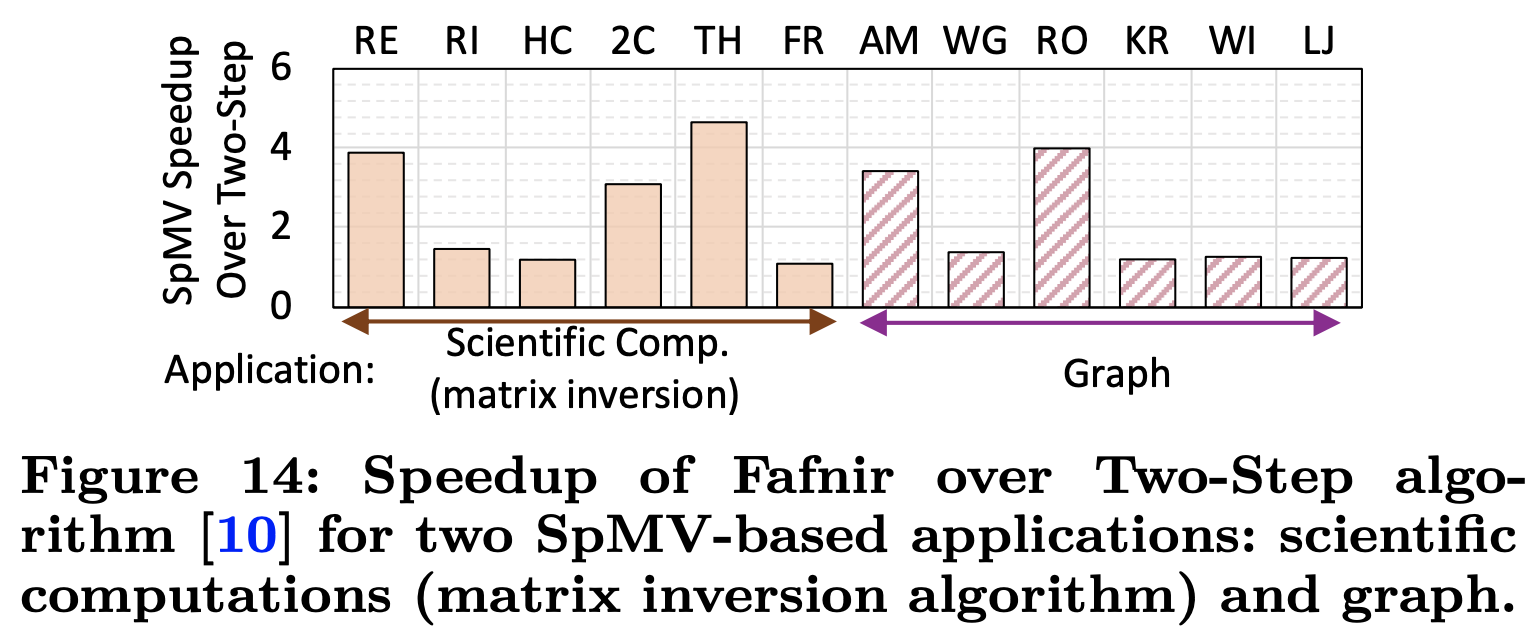 RE RI HC 2C TH FR AM WG RO KR WI LJ
SpMV Speedup
Over Two-Step
6
4
2
0
Application:
Scientific Comp.
(matrix inversion)
Graph
Figure 14: Speedup of Fafnir over Two-Step algo-
rithm [10] for two SpMV-based applications: scientific
computations (matrix inversion algorithm) and graph.